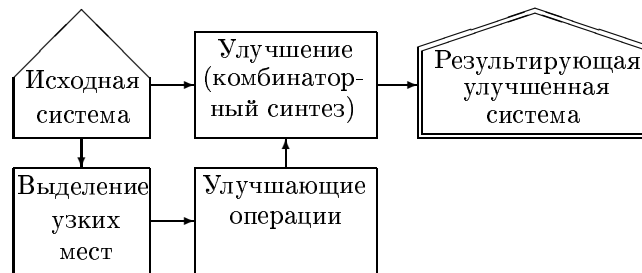 Исходная
система
Улучшение
(комбинатор-
ный синтез)
Результирующая
улучшенная
система
Выделение
узких
мест
Улучшающие
операции